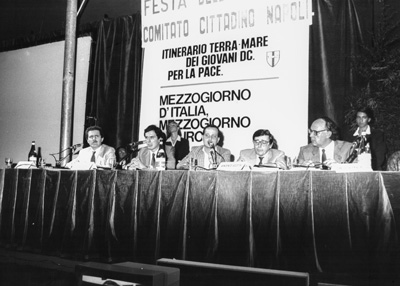 FESTA
COMITATO CITTADINO NAPOLI
ITINERARIO TERRA-MARE
DEI GIOVANI DC.
PER LA PACE.
MEZZOGIORNO
D'ITALIA,
MEZZOGIORNO